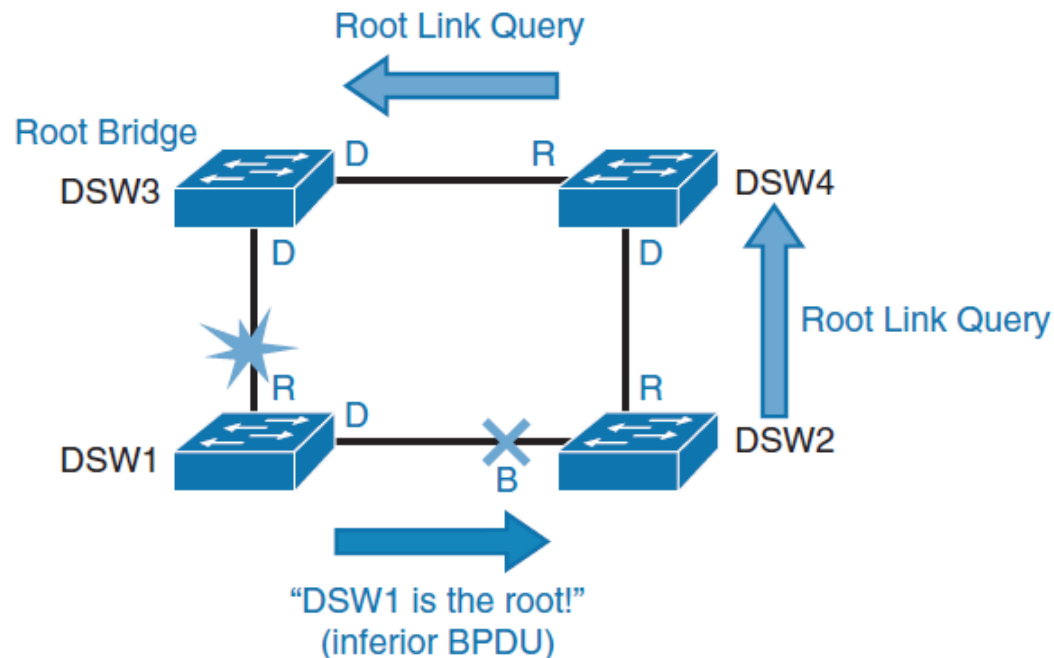 Root Link Query
Root Bridge
D
R
DSW3
DSW4
D
D
Root Link Query
R
D
R
DSW1
DSW2
B
“DSW1 is the root!”
(inferior BPDU)